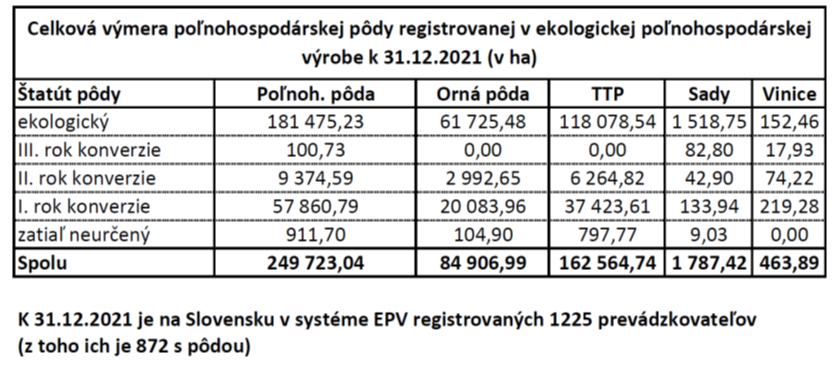 Celková výmera poľnohospodárskej pôdy registrovanej v ekologickej poľnohospodárskej
výrobe k 31.12.2021 (v ha)
Štatút pôdy Poľnoh. pôda Orná pôda TTP Sady Vinice
ekologický 181 475,23 61 725,48 118 078,54 1 518,75 152,46
III. rok konverzie 100,73 0,00 0,00 82,80 17,93
II. rok konverzie 9 374,59 2 992,65 6 264,82 42,90 74,22
I. rok konverzie 57 860,79 20 083,96 37 423,61 133,94 219,28
zatiaľ neurčený 911,70 104,90 797,77 9,03 0,00
Spolu 249 723,04 84 906,99 162 564,74 1 787,42 463,89
K 31.12.2021 je na Slovensku v systéme EPV registrovaných 1225 prevádzkovateľov
(z toho ich je 872 s pôdou)